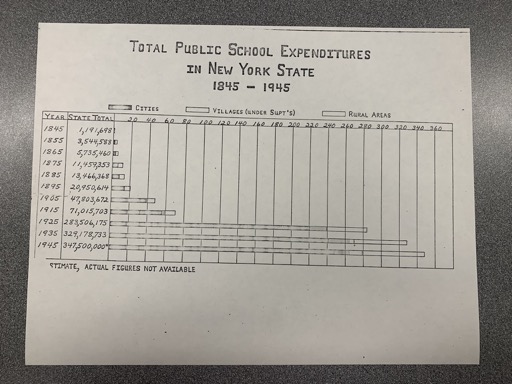 TOTAL PUBLIC SCHOOL EXPENDITURES
IN NEW YORK STATE
1845 - 1945
CITIES VILLAGES (UNDER SUPT'S) RURAL AREAS
YEAR STATE TOTAL 20 40 60 80 100 120 140 160 180 200 220 240 260 280 300 320 340 360
1845 1,191,698
1855 3,544,588
1865 5,735,460
1875 11,459,353
1885 13,466,368
1895 20,950,614
1905 47,803,672
1915 71,015,703
1925 283,506,175
1935 329,178,733
1945 347,500,000*
STIMATE, ACTUAL FIGURES NOT AVAILABLE